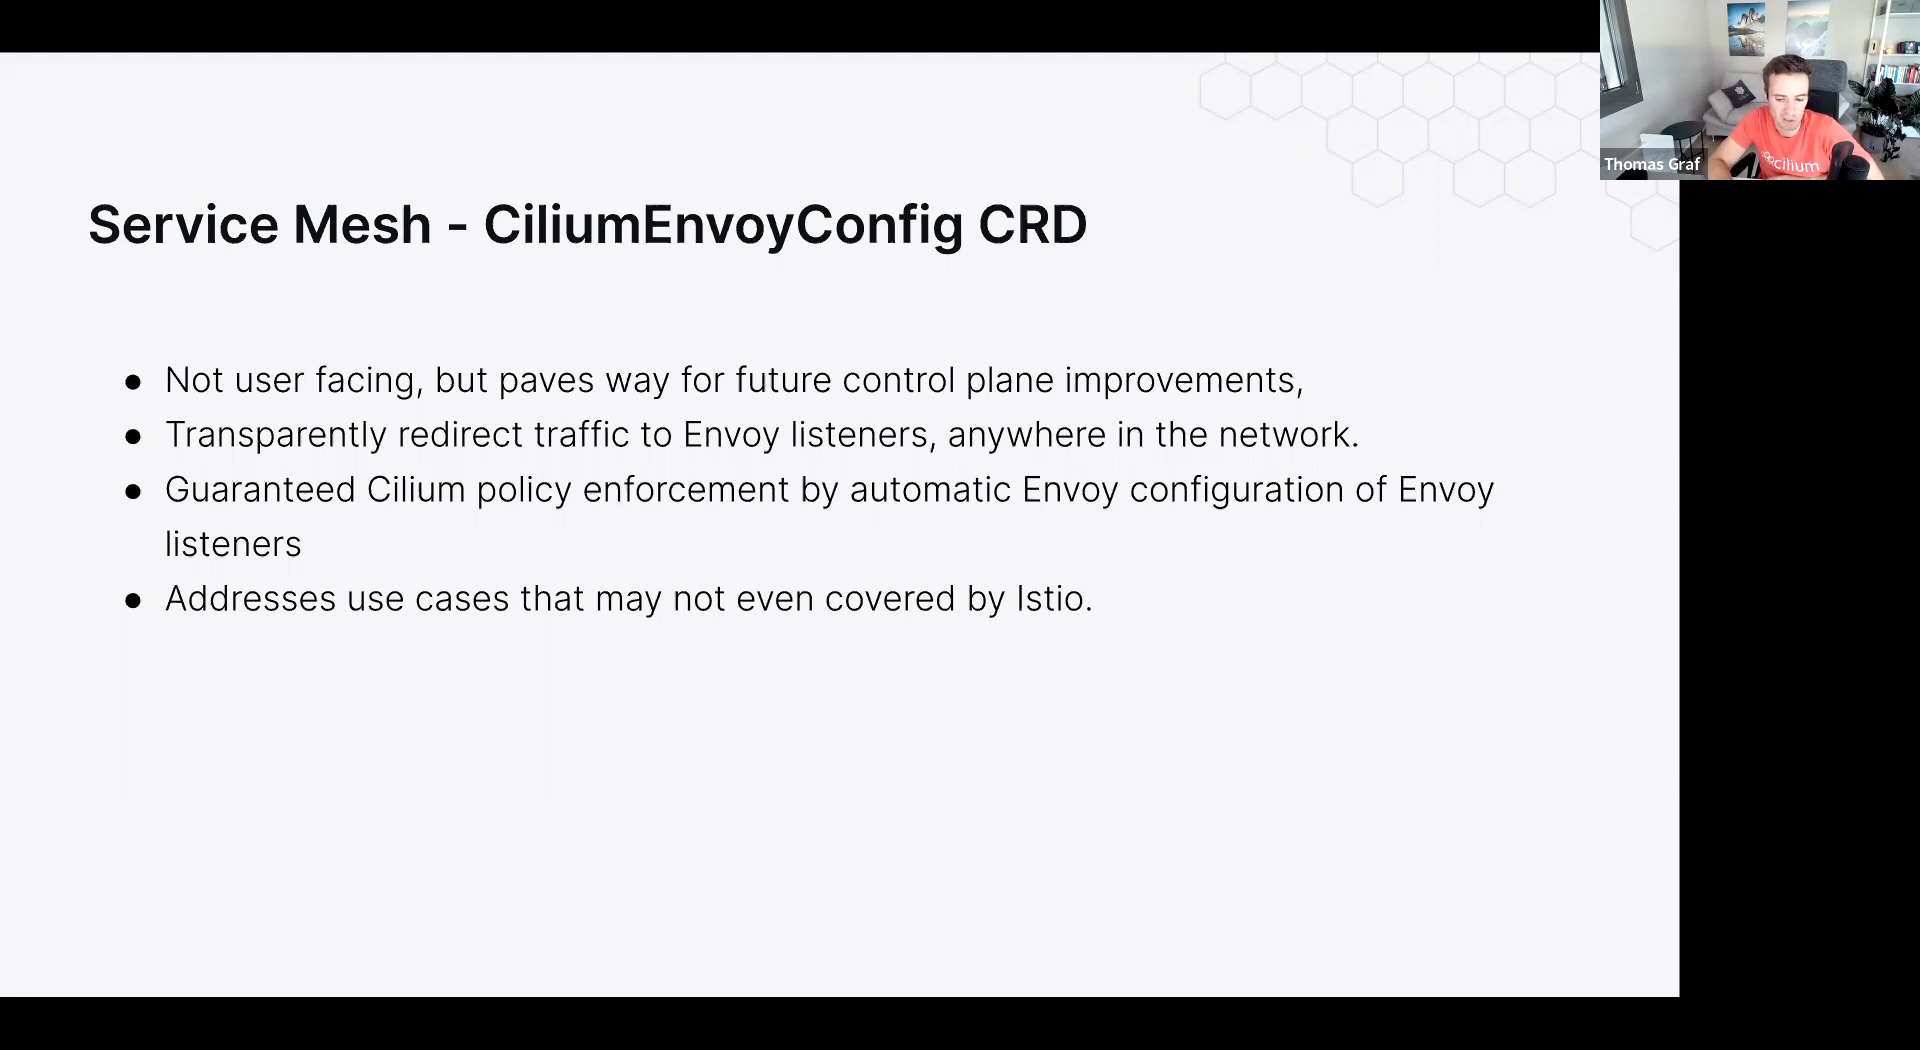 Service Mesh - CiliumEnvoyConfig CRD
● Not user facing, but paves way for future control plane improvements,
● Transparently redirect traffic to Envoy listeners, anywhere in the network.
● Guaranteed Cilium policy enforcement by automatic Envoy configuration of Envoy
listeners
● Addresses use cases that may not even covered by Istio.
Thomas Graf
cilium